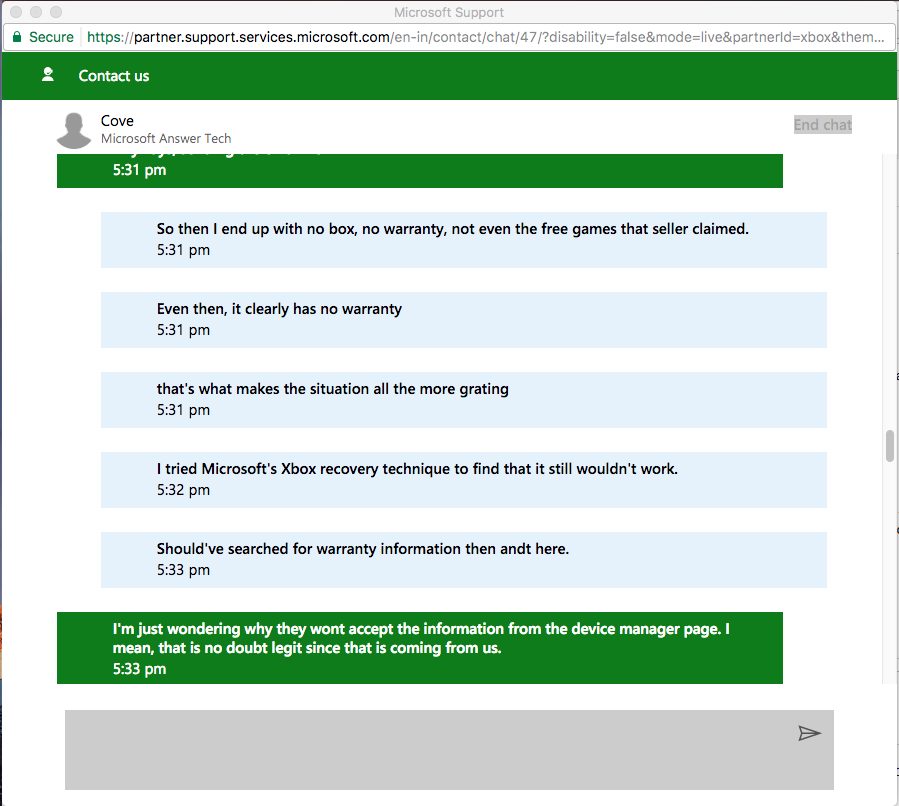 Microsoft Support
Secure https://partner.support.services.microsoft.com/en-in/contact/chat/47/?disability=false&mode=live&partnerId=xbox&them...
Contact us
Cove
Microsoft Answer Tech
End chat
5:31 pm
So then I end up with no box, no warranty, not even the free games that seller claimed.
5:31 pm
Even then, it clearly has no warranty
5:31 pm
that's what makes the situation all the more grating
5:31 pm
I tried Microsoft's Xbox recovery technique to find that it still wouldn't work.
5:32 pm
Should've searched for warranty information then andt here.
5:33 pm
I'm just wondering why they wont accept the information from the device manager page. I
mean, that is no doubt legit since that is coming from us.
5:33 pm